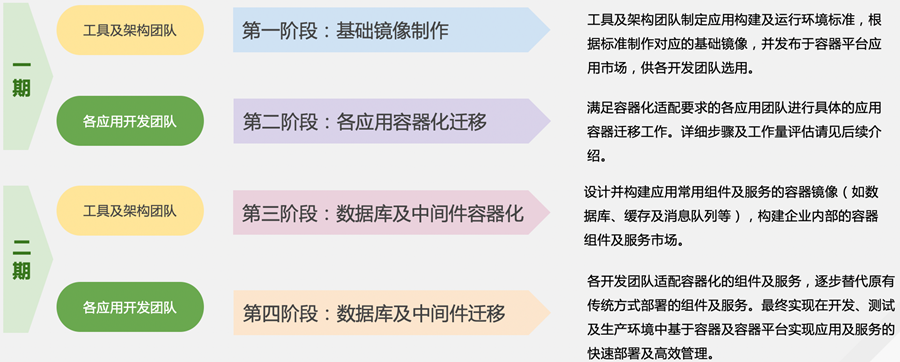 一期
工具及架构团队
第一阶段：基础镜像制作
工具及架构团队制定应用构建及运行环境标准，根
据标准制作对应的基础镜像，并发布于容器平台应
用市场，供各开发团队选用。
各应用开发团队
第二阶段：各应用容器化迁移
满足容器化适配要求的各应用团队进行具体的应用
容器迁移工作。详细步骤及工作量评估请见后续介
绍。
二期
工具及架构团队
第三阶段：数据库及中间件容器化
设计并构建应用常用组件及服务的容器镜像（如数
据库、缓存及消息队列等），构建企业内部的容器
组件及服务市场。
各应用开发团队
第四阶段：数据库及中间件迁移
各开发团队适配容器化的组件及服务，逐步替代原有
传统方式部署的组件及服务。最终实现在开发、测试
及生产环境中基于容器及容器平台实现应用及服务的
快速部署及高效管理。